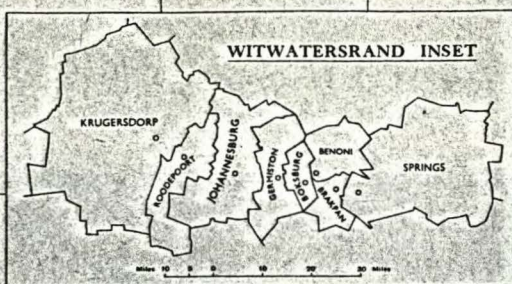 WITWATERSRAND INSET
KRUGERSDORP
ROODEPOORT
JOHANNESBURG
GERMISTON
BOKSBURG
BENONI
BRAKPAN
SPRINGS
Miles 10 5 0 10 20 30 Miles